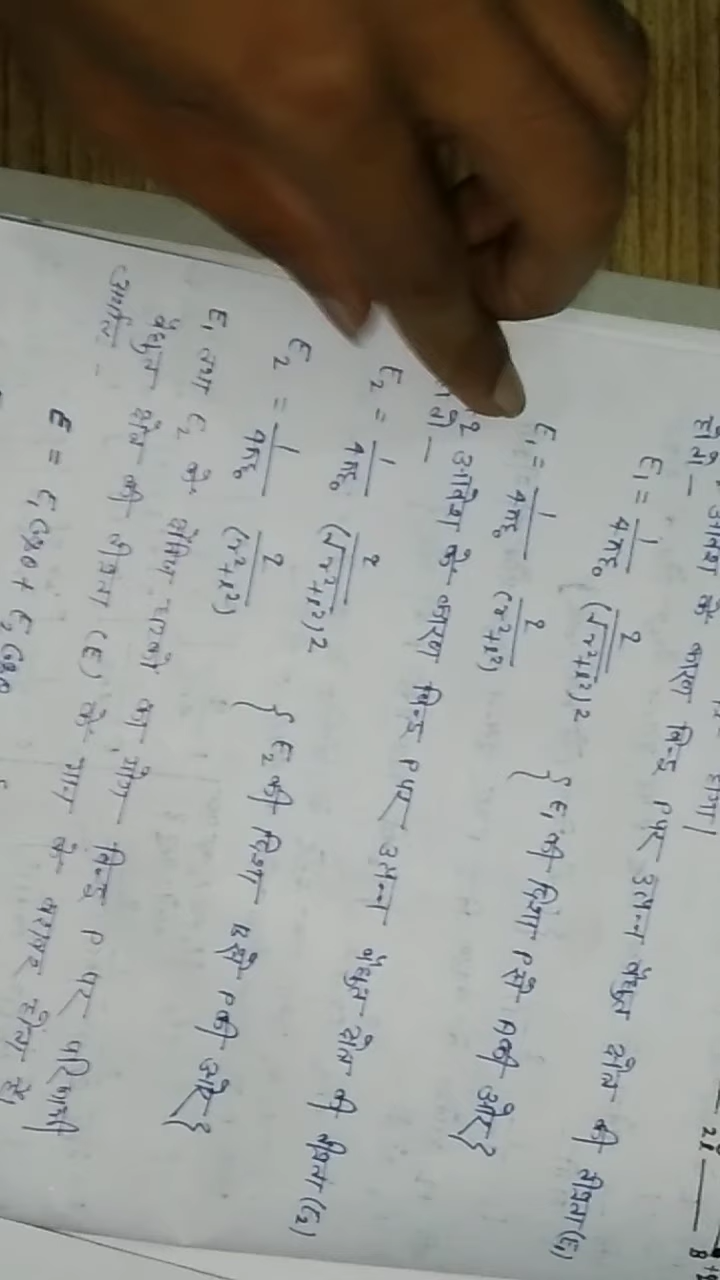 होगा।
आवेश के कारण बिन्दु P पर उत्पन्न वैद्युत क्षेत्र की तीव्रता (E₁)
होगी—
E₁ = 1/4πε₀ q/(√r²+l²)2
E₁ = 1/4πε₀ q/(r²+l²) { E₁ की दिशा P से A की ओर }
आवेश के कारण बिन्दु P पर उत्पन्न वैद्युत क्षेत्र की तीव्रता (E₂)
E₂ = 1/4πε₀ q/(√r²+l²)2
E₂ = 1/4πε₀ q/(r²+l²) { E₂ की दिशा B से P की ओर }
E₁ तथा E₂ के घटकों का योग बिन्दु P पर परिणामी
वैद्युत क्षेत्र की तीव्रता (E) के मान के बराबर होता है।
अर्थात् –
E = E₁ Cosθ + E₂ Cosθ
2l
B